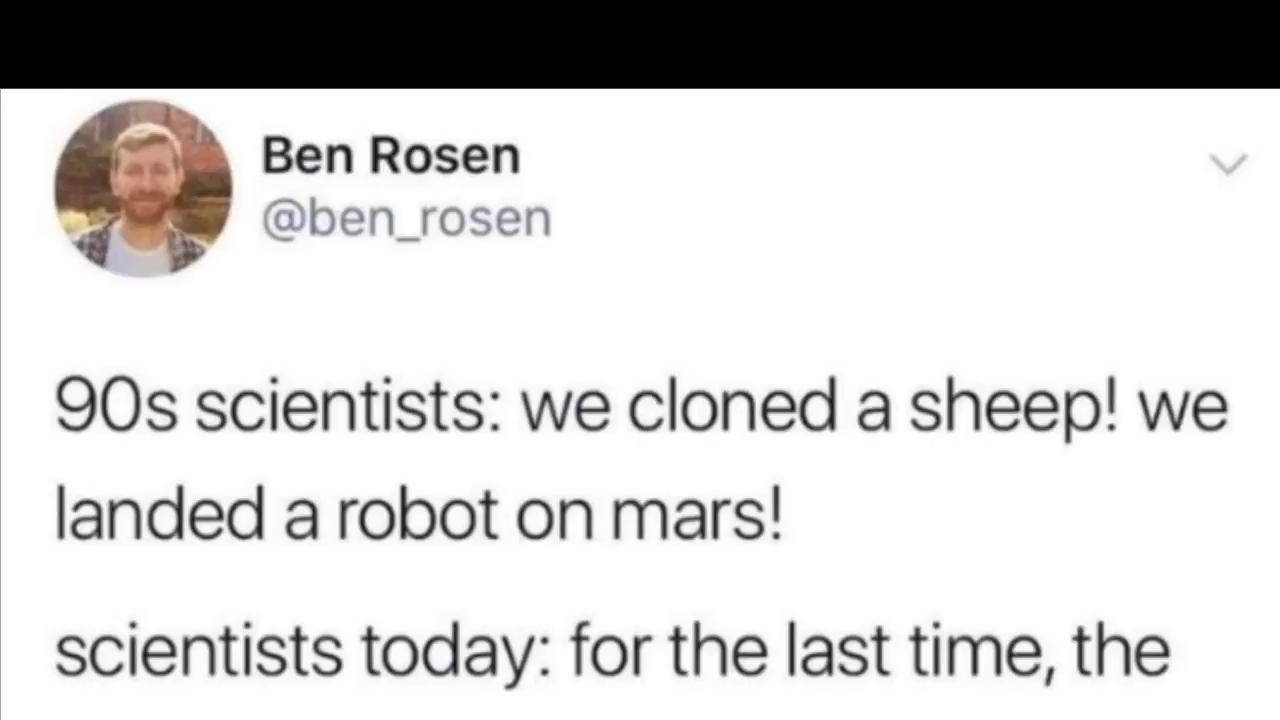 Ben Rosen
@ben_rosen
90s scientists: we cloned a sheep! we
landed a robot on mars!
scientists today: for the last time, the